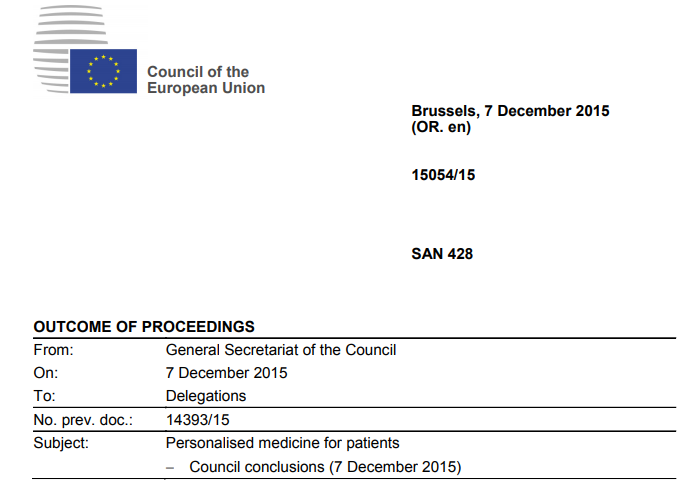 Council of the
European Union
Brussels, 7 December 2015
(OR. en)
15054/15
SAN 428
OUTCOME OF PROCEEDINGS
From: General Secretariat of the Council
On: 7 December 2015
To: Delegations
No. prev. doc.: 14393/15
Subject: Personalised medicine for patients
– Council conclusions (7 December 2015)